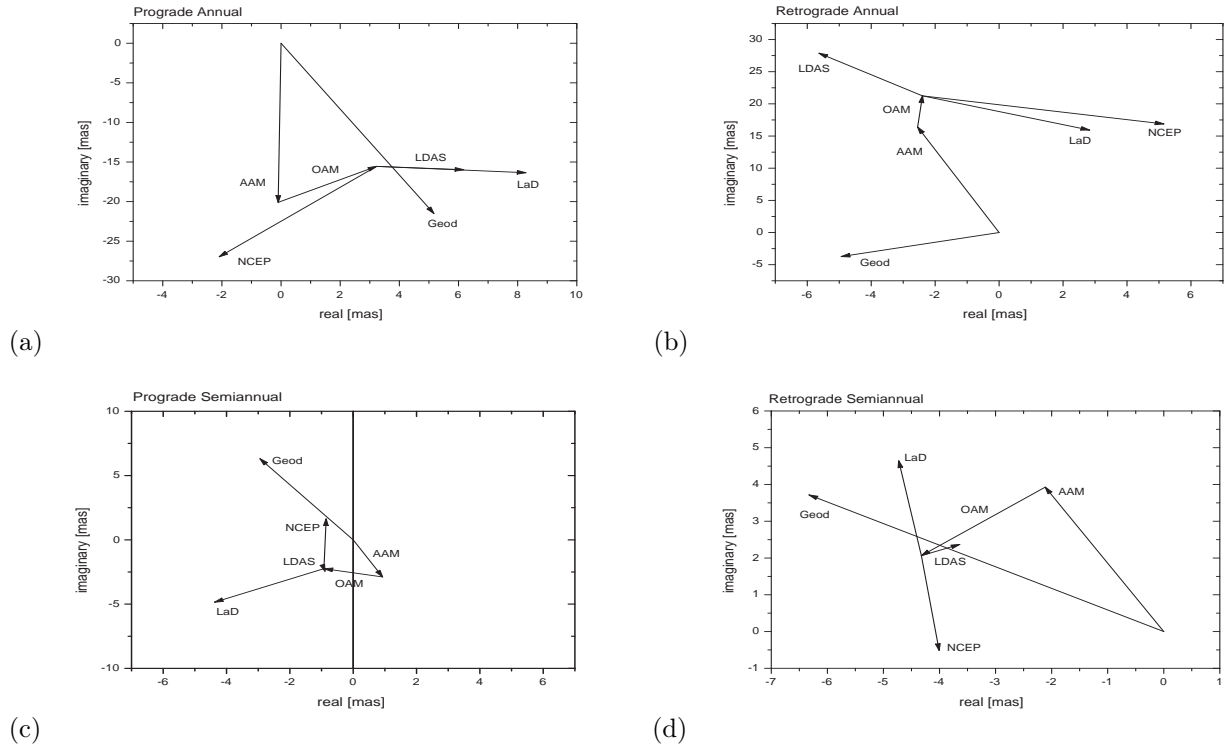 Prograde Annual
0
-5
-10
-15
-20
-25
-30
imaginary [mas]
-4 -2 0 2 4 6 8 10
real [mas]
AAM
OAM
LDAS
LaD
Geod
NCEP
(a)
Retrograde Annual
30
25
20
15
10
5
0
-5
imaginary [mas]
-6 -4 -2 0 2 4 6
real [mas]
LDAS
OAM
AAM
LaD
NCEP
Geod
(b)
Prograde Semiannual
10
5
0
-5
-10
imaginary [mas]
-6 -4 -2 0 2 4 6
real [mas]
Geod
NCEP
AAM
LDAS
OAM
LaD
(c)
Retrograde Semiannual
6
5
4
3
2
1
0
-1
imaginary [mas]
-7 -6 -5 -4 -3 -2 -1 0 1
real [mas]
LaD
AAM
Geod
OAM
LDAS
NCEP
(d)